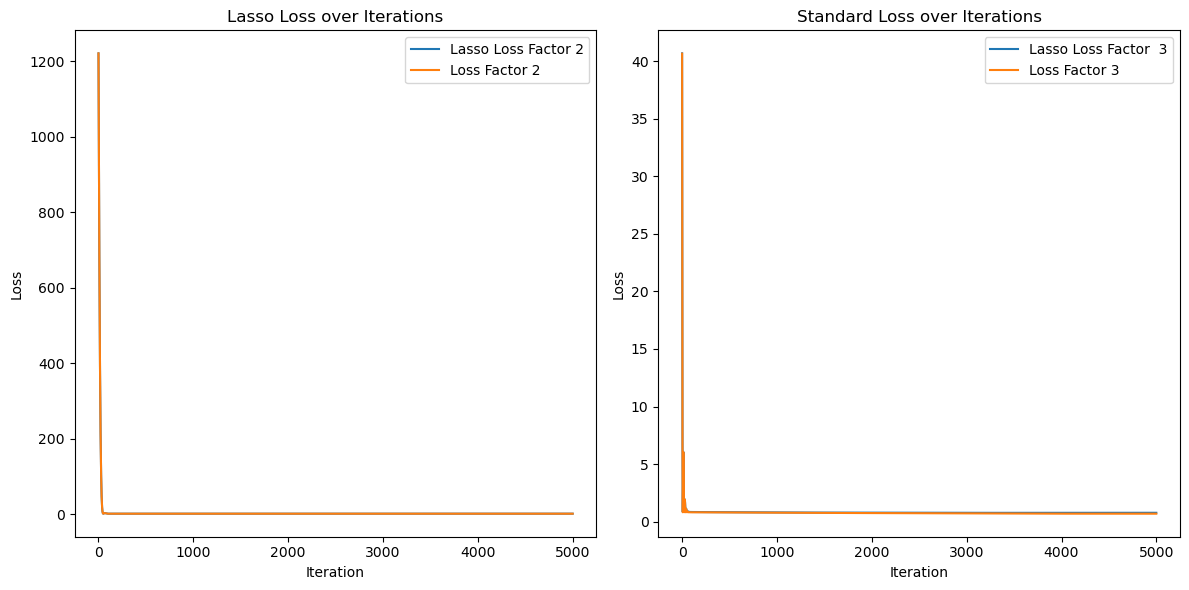 Lasso Loss over Iterations
Lasso Loss Factor 2
Loss Factor 2
1200
1000
800
600
400
200
0
Loss
0 1000 2000 3000 4000 5000
Iteration
Standard Loss over Iterations
Lasso Loss Factor  3
Loss Factor 3
40
35
30
25
20
15
10
5
0
Loss
0 1000 2000 3000 4000 5000
Iteration